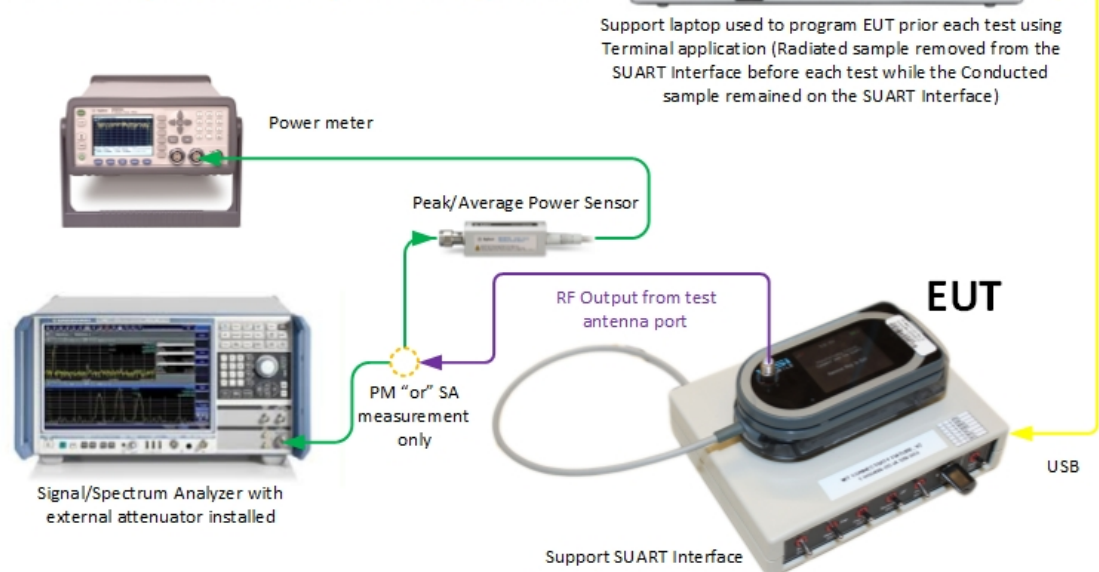 Support laptop used to program EUT prior each test using
Terminal application (Radiated sample removed from the
SUART Interface before each test while the Conducted
sample remained on the SUART Interface)
Power meter
Peak/Average Power Sensor
RF Output from test
antenna port
EUT
PM “or” SA
measurement
only
USB
Signal/Spectrum Analyzer with
external attenuator installed
Support SUART Interface